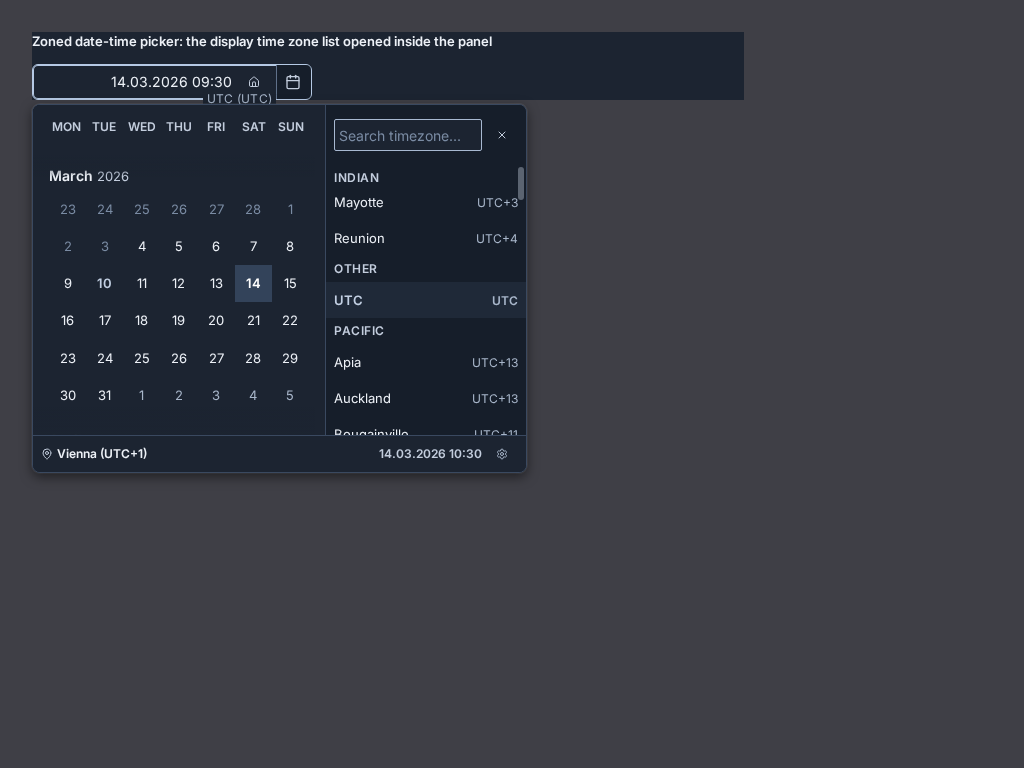 Zoned date-time picker: the display time zone list opened inside the panel
14.03.2026 09:30
UTC (UTC)
MON TUE WED THU FRI SAT SUN
March 2026
23 24 25 26 27 28 1
2 3 4 5 6 7 8
9 10 11 12 13 14 15
16 17 18 19 20 21 22
23 24 25 26 27 28 29
30 31 1 2 3 4 5
Search timezone...
INDIAN
Mayotte UTC+3
Reunion UTC+4
OTHER
UTC UTC
PACIFIC
Apia UTC+13
Auckland UTC+13
Bougainville UTC+11
Vienna (UTC+1) 14.03.2026 10:30